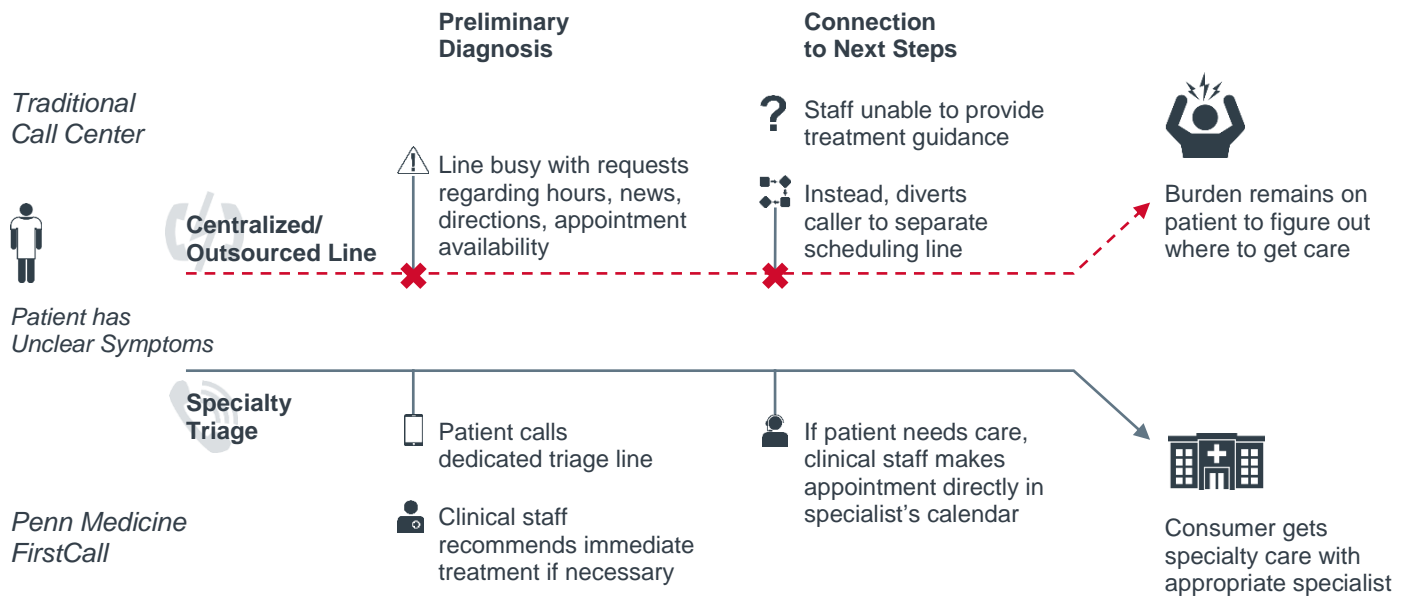 Preliminary
Diagnosis
Connection
to Next Steps
Traditional
Call Center
Staff unable to provide
treatment guidance
Line busy with requests
regarding hours, news,
directions, appointment
availability
Instead, diverts
caller to separate
scheduling line
Burden remains on
patient to figure out
where to get care
Centralized/
Outsourced Line
Patient has
Unclear Symptoms
Specialty
Triage
Patient calls
dedicated triage line
If patient needs care,
clinical staff makes
appointment directly in
specialist’s calendar
Penn Medicine
FirstCall
Clinical staff
recommends immediate
treatment if necessary
Consumer gets
specialty care with
appropriate specialist